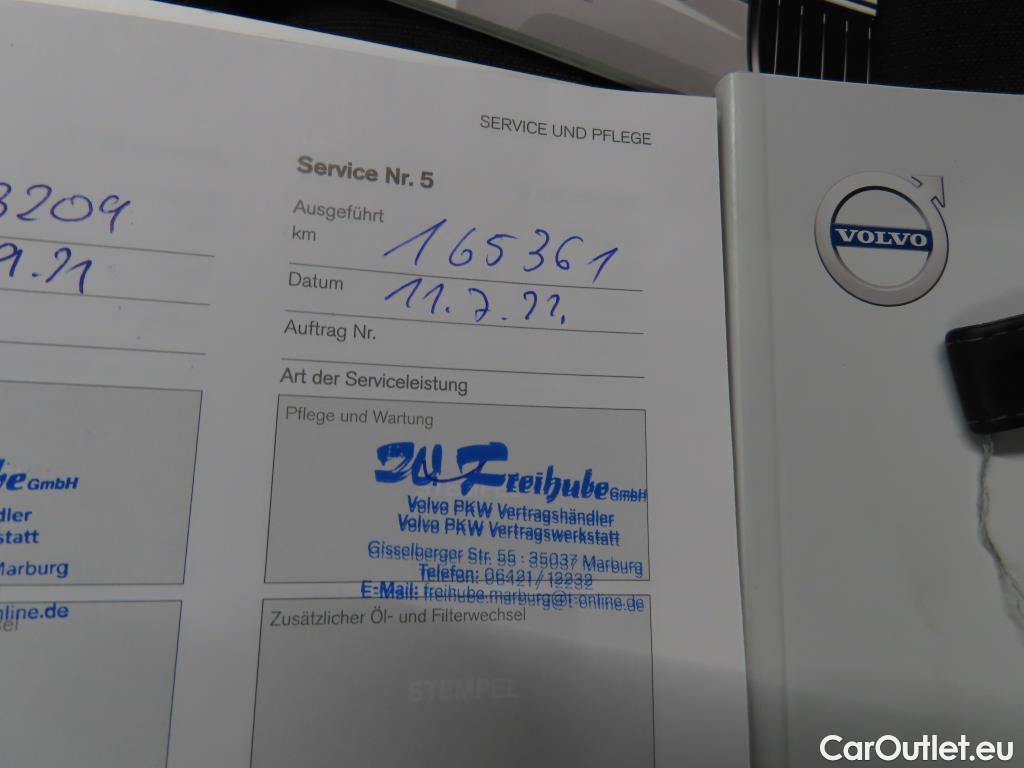 SERVICE UND PFLEGE
3209
9.21
be GmbH
dler
statt
Marburg
nline.de
Service Nr. 5
Ausgeführt
km 165361
Datum 11.7.22.
Auftrag Nr.
Art der Serviceleistung
Pflege und Wartung
Freihube GmbH
Volvo PKW Vertragshändler
Volvo PKW Vertragswerkstatt
Gisselberger Str. 55 · 35037 Marburg
Telefon: 06421/12232
E-Mail: freihube.marburg@t-online.de
Zusätzlicher Öl- und Filterwechsel
STEMPEL
VOLVO
CarOutlet.eu